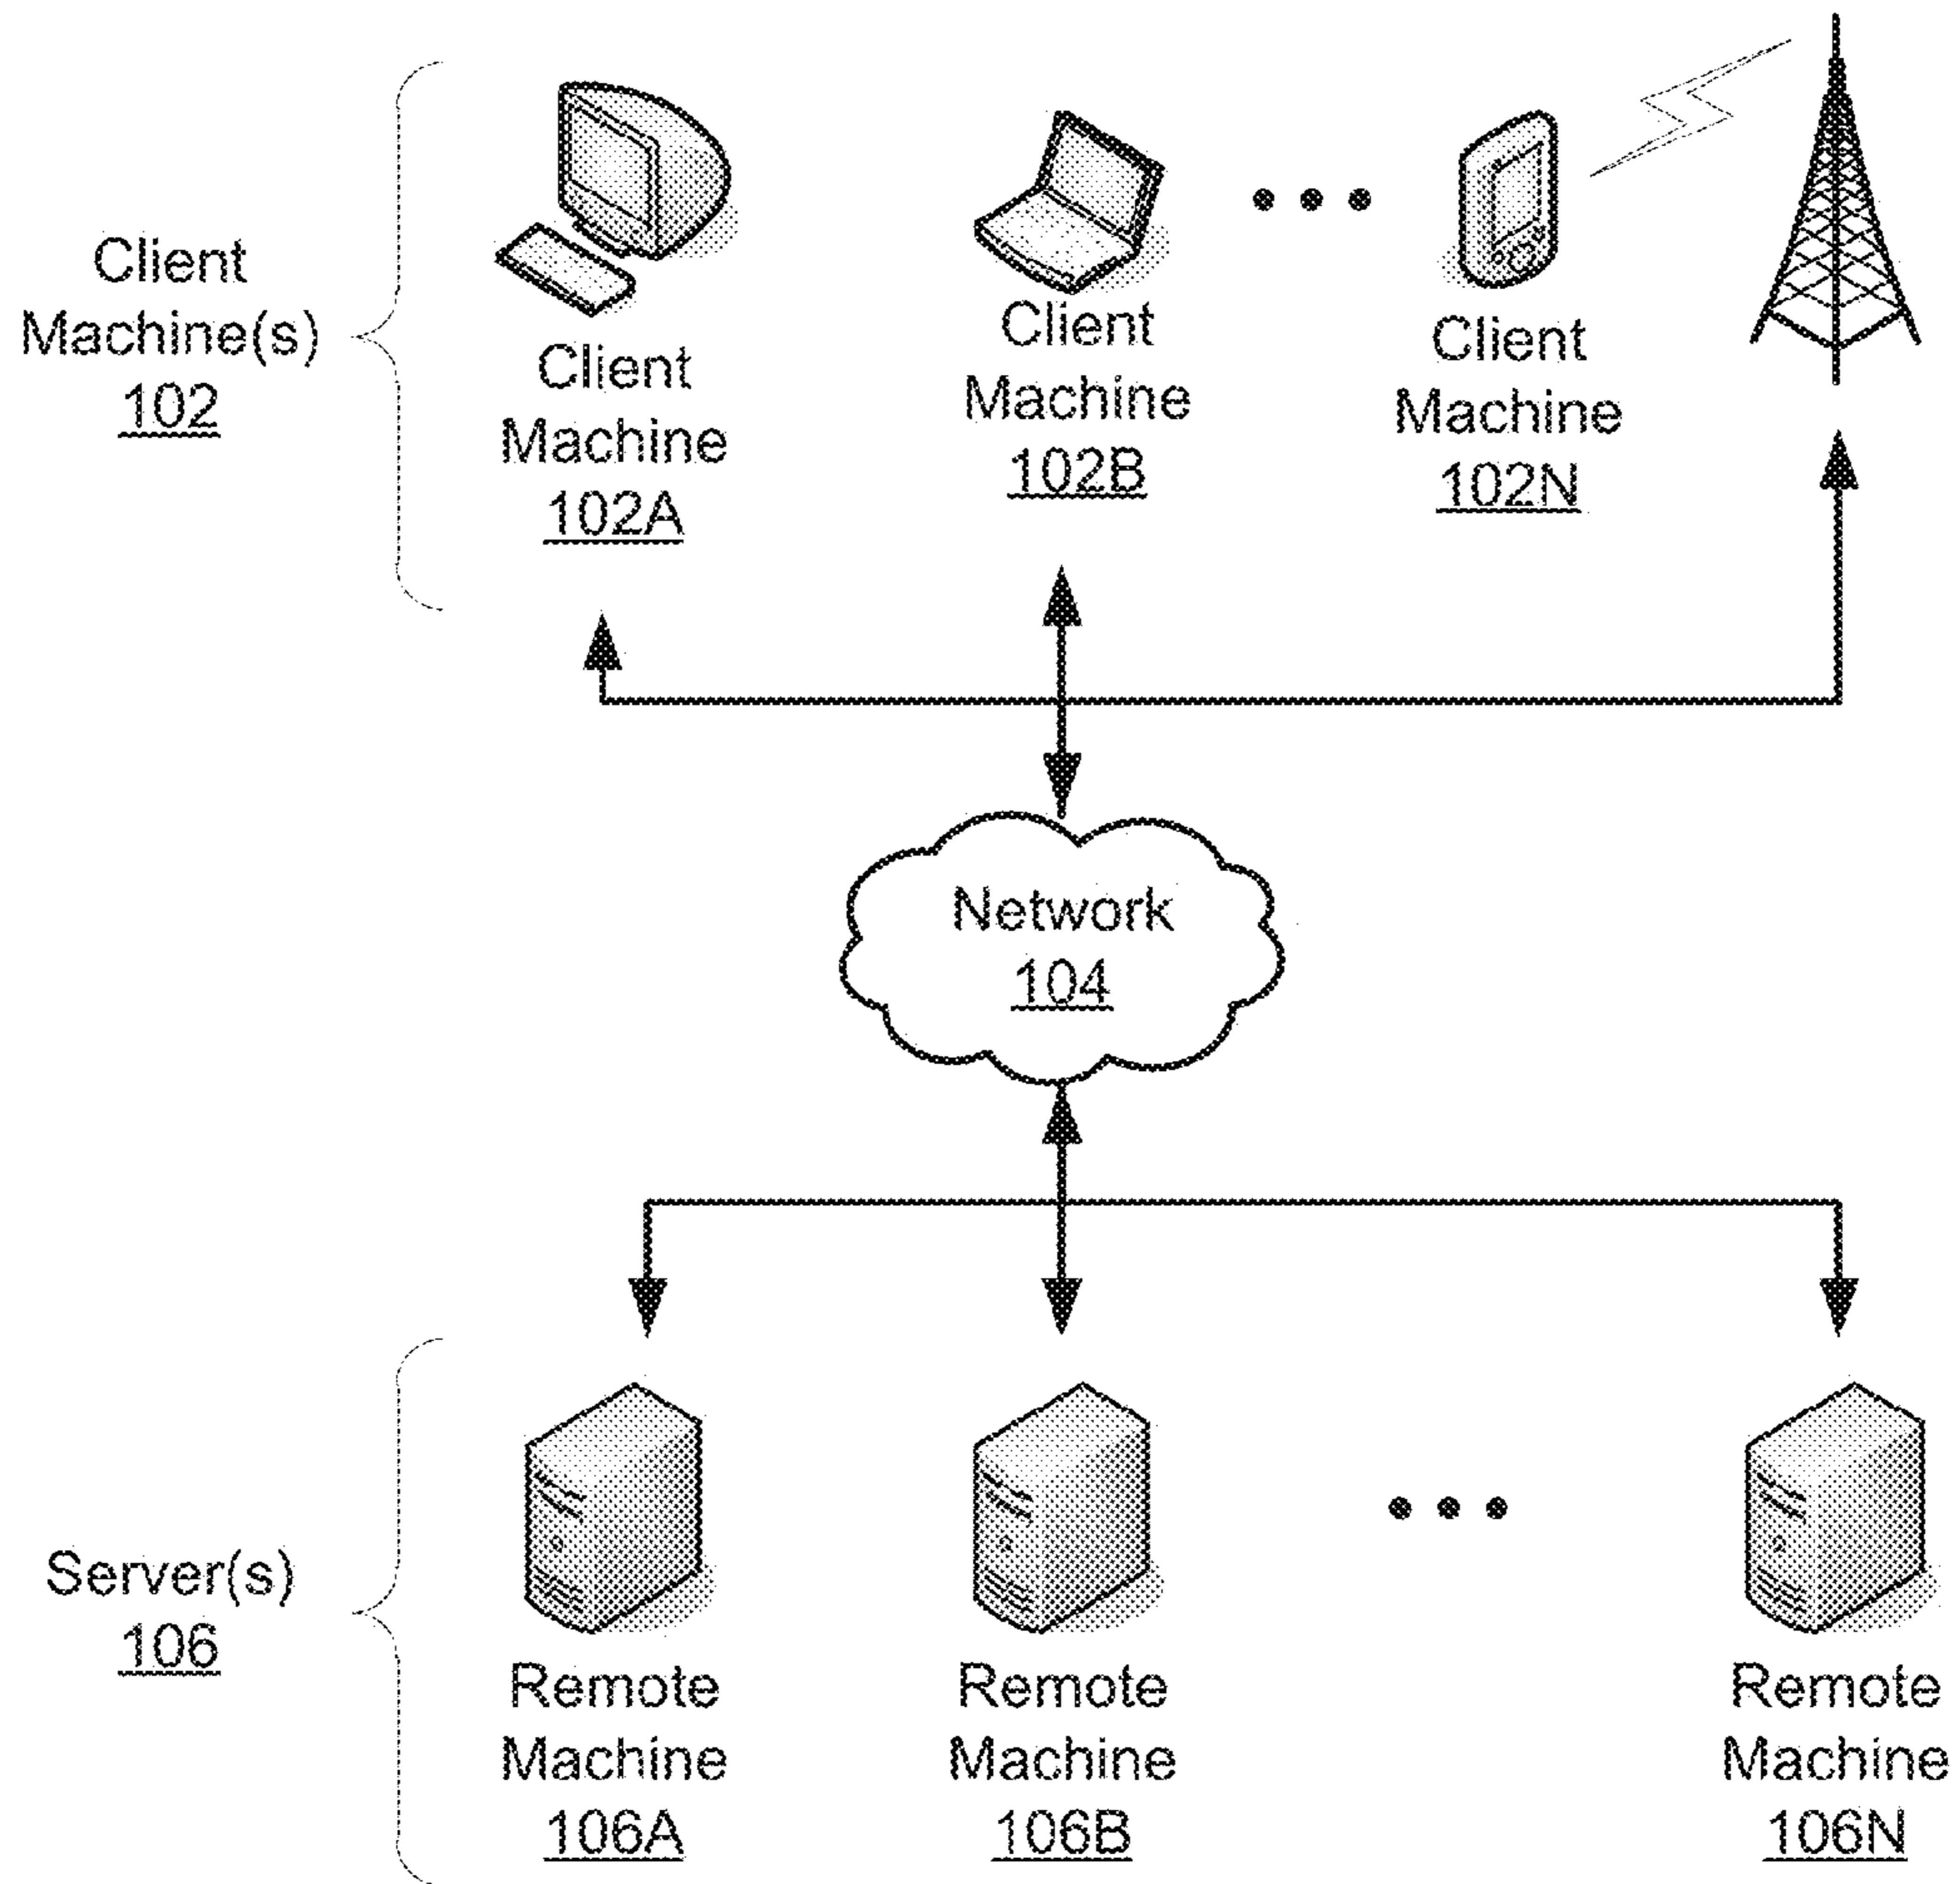 Client
Machine(s)
102
Client
Machine
102A
Client
Machine
102B
Client
Machine
102N
Network
104
Server(s)
106
Remote
Machine
106A
Remote
Machine
106B
Remote
Machine
106N